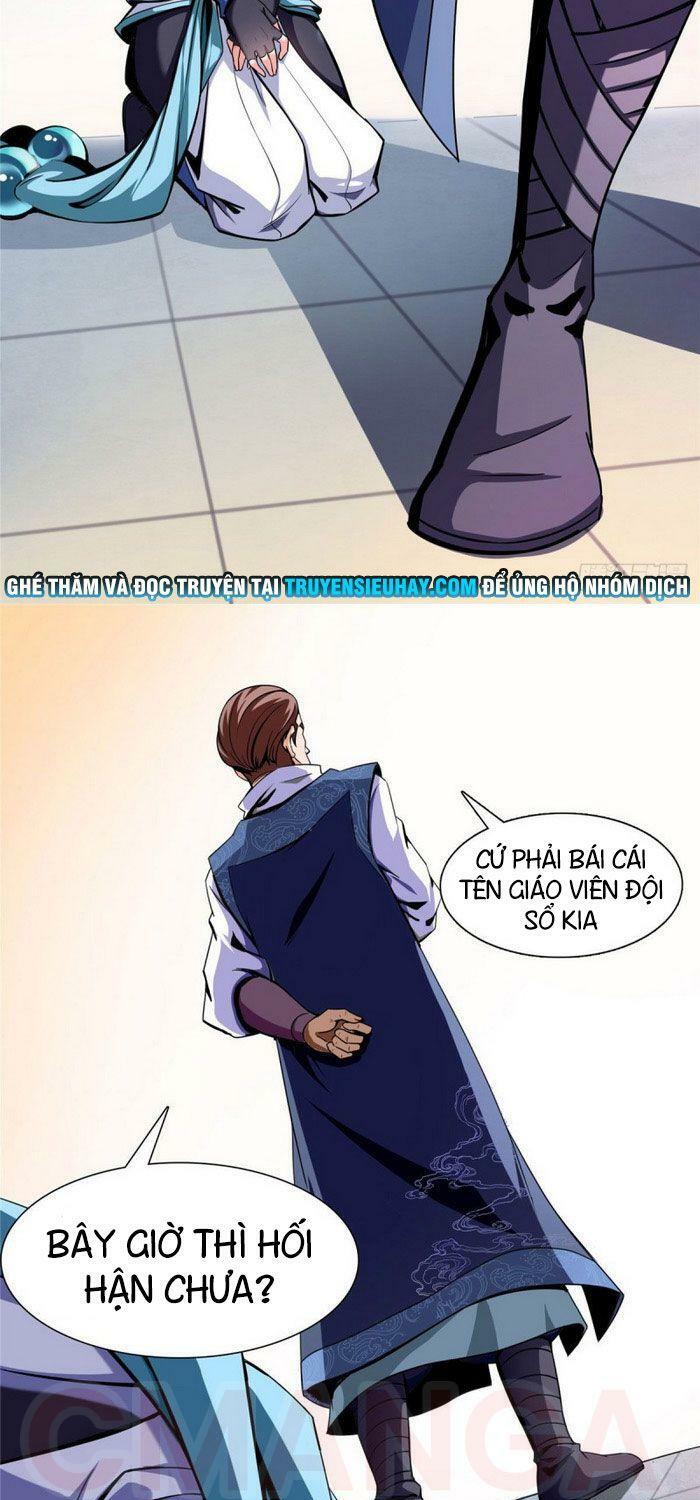 GHÉ THĂM VÀ ĐỌC TRUYỆN TẠI TRUYENSIEUHAY.COM ĐỂ ỦNG HỘ NHÓM DỊCH
CỨ PHẢI BÁI CÁI
TÊN GIÁO VIÊN ĐỘI
SỔ KIA
BÂY GIỜ THÌ HỐI
HẬN CHƯA?
CMANGA